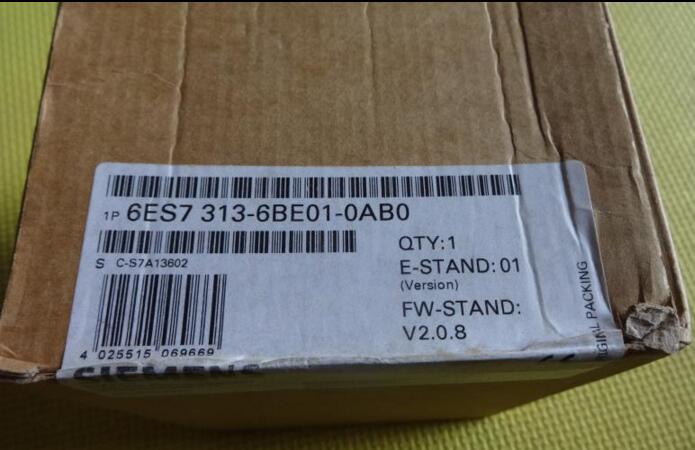 1P 6ES7 313-6BE01-0AB0
S C-S7A13602
QTY:1
E-STAND: 01
(Version)
FW-STAND:
V2.0.8
4 025515 069669
SIEMENS
PACKING